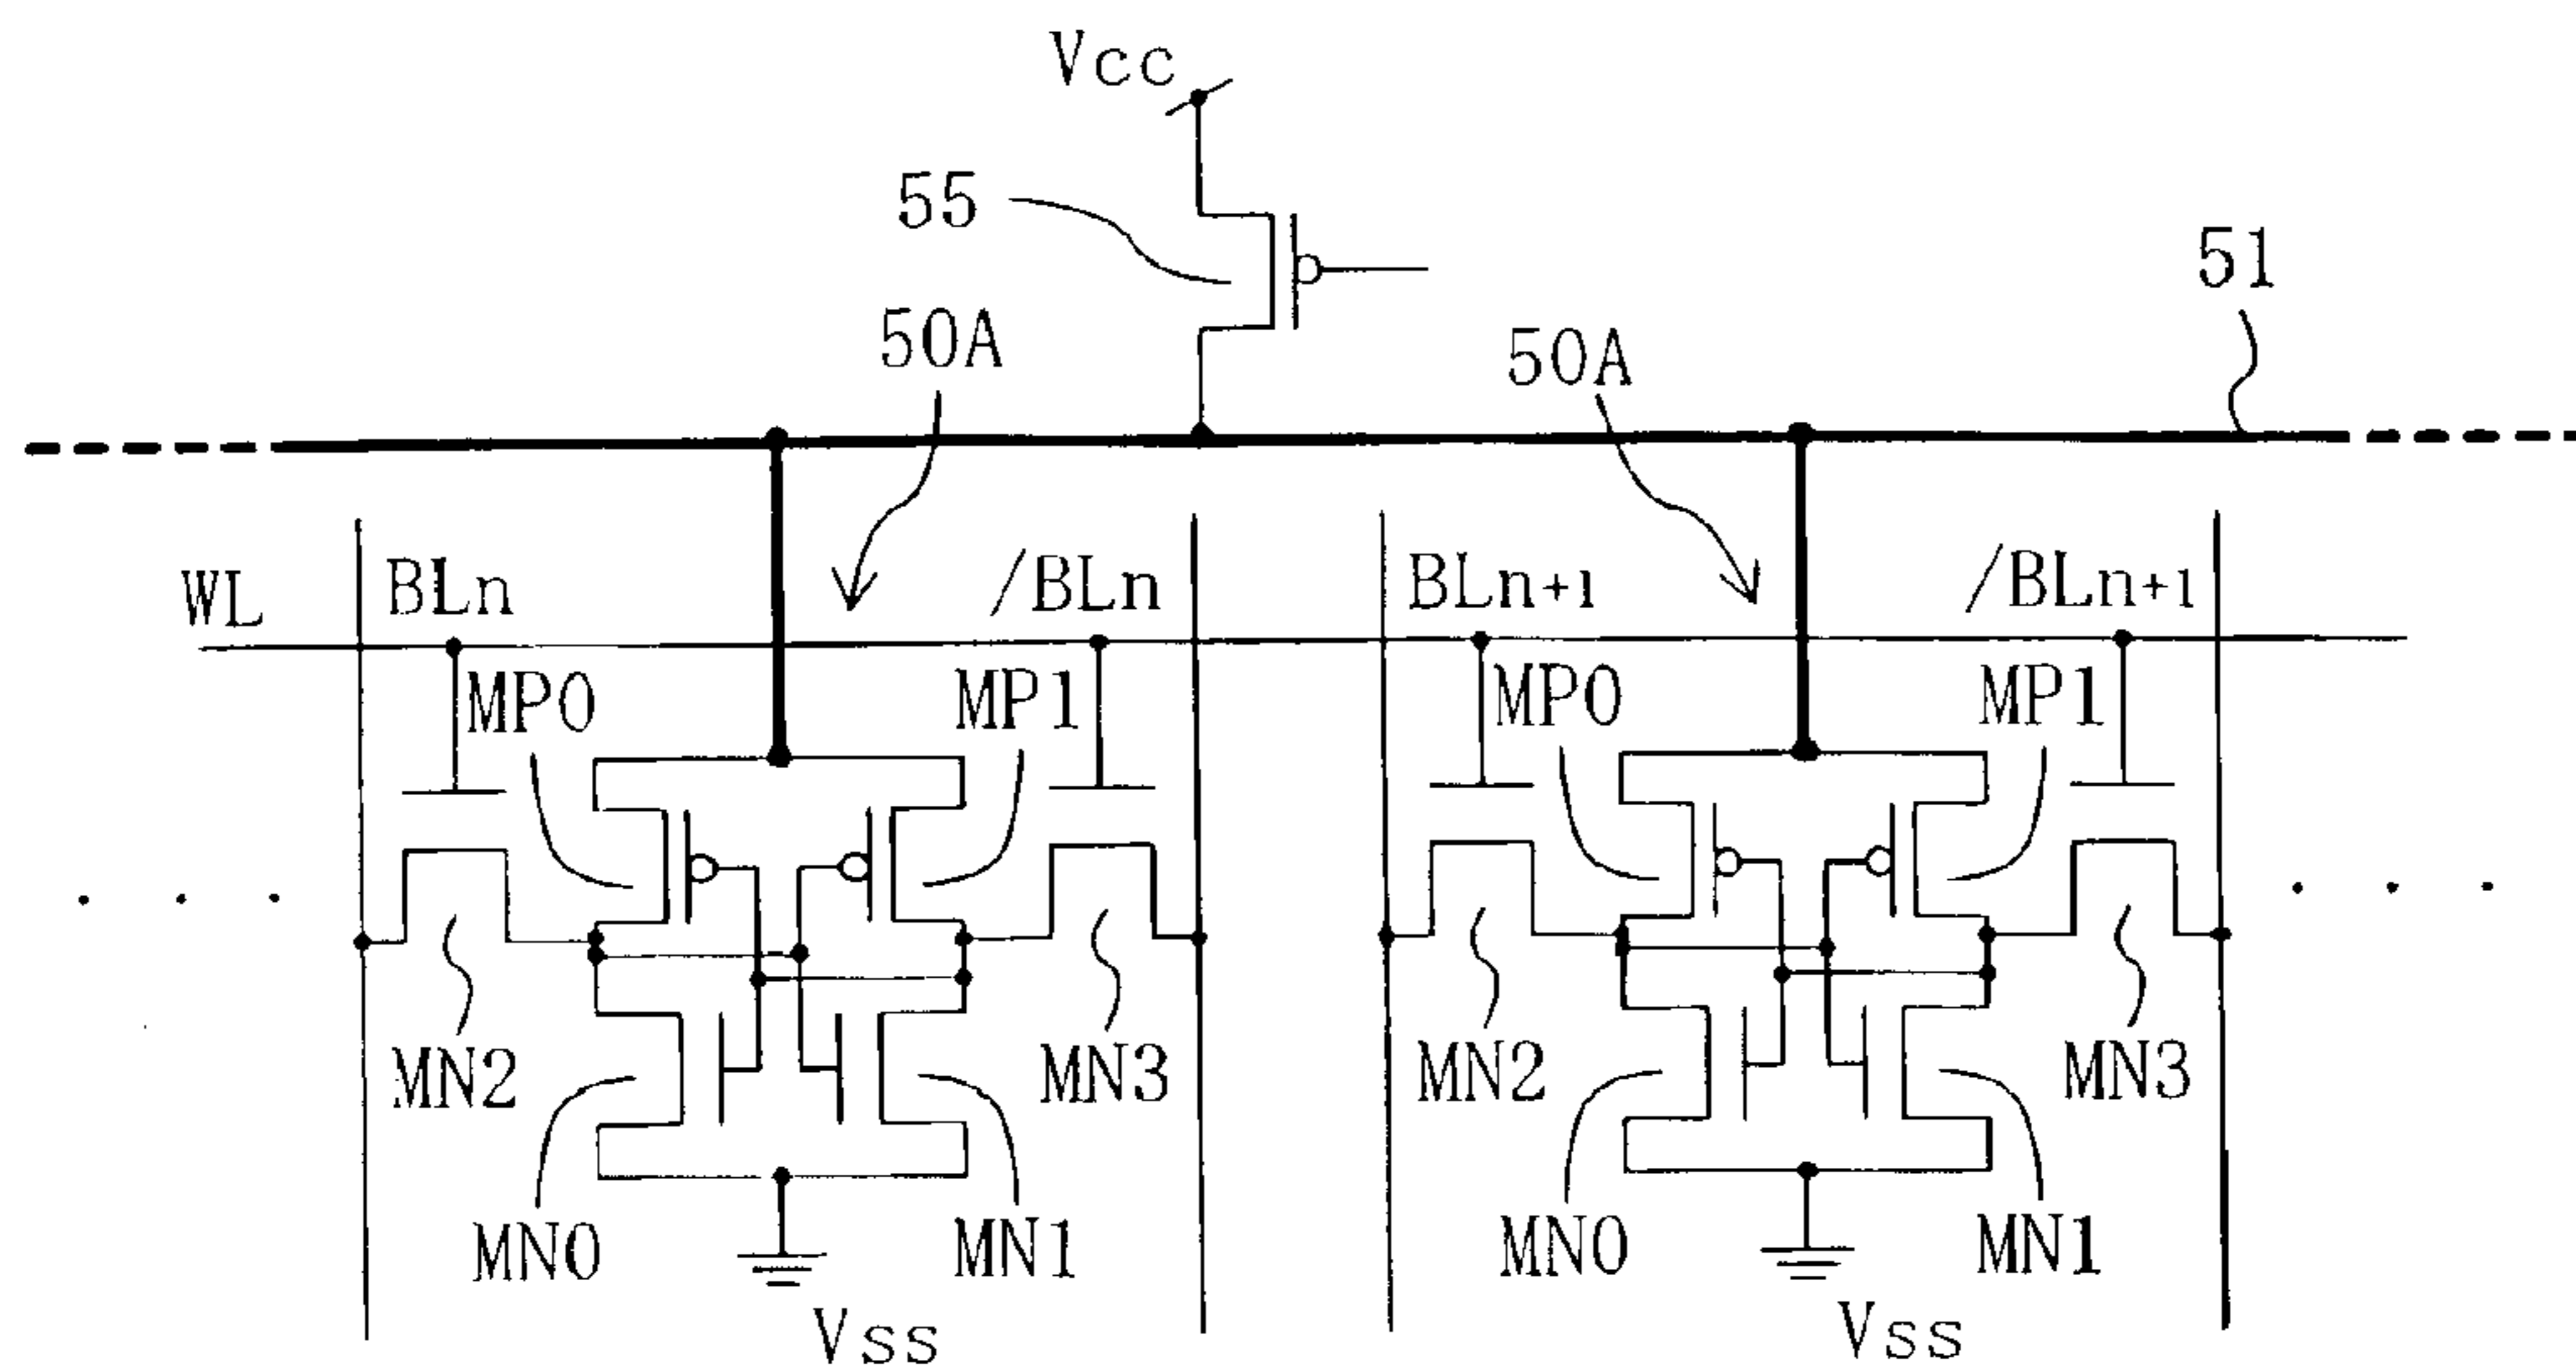 Vcc
55
51
50A
50A
WL
BLn
/BLn
BLn+1
/BLn+1
MP0
MP1
MP0
MP1
MN2
MN3
MN2
MN3
MN0
MN1
MN0
MN1
Vss
Vss